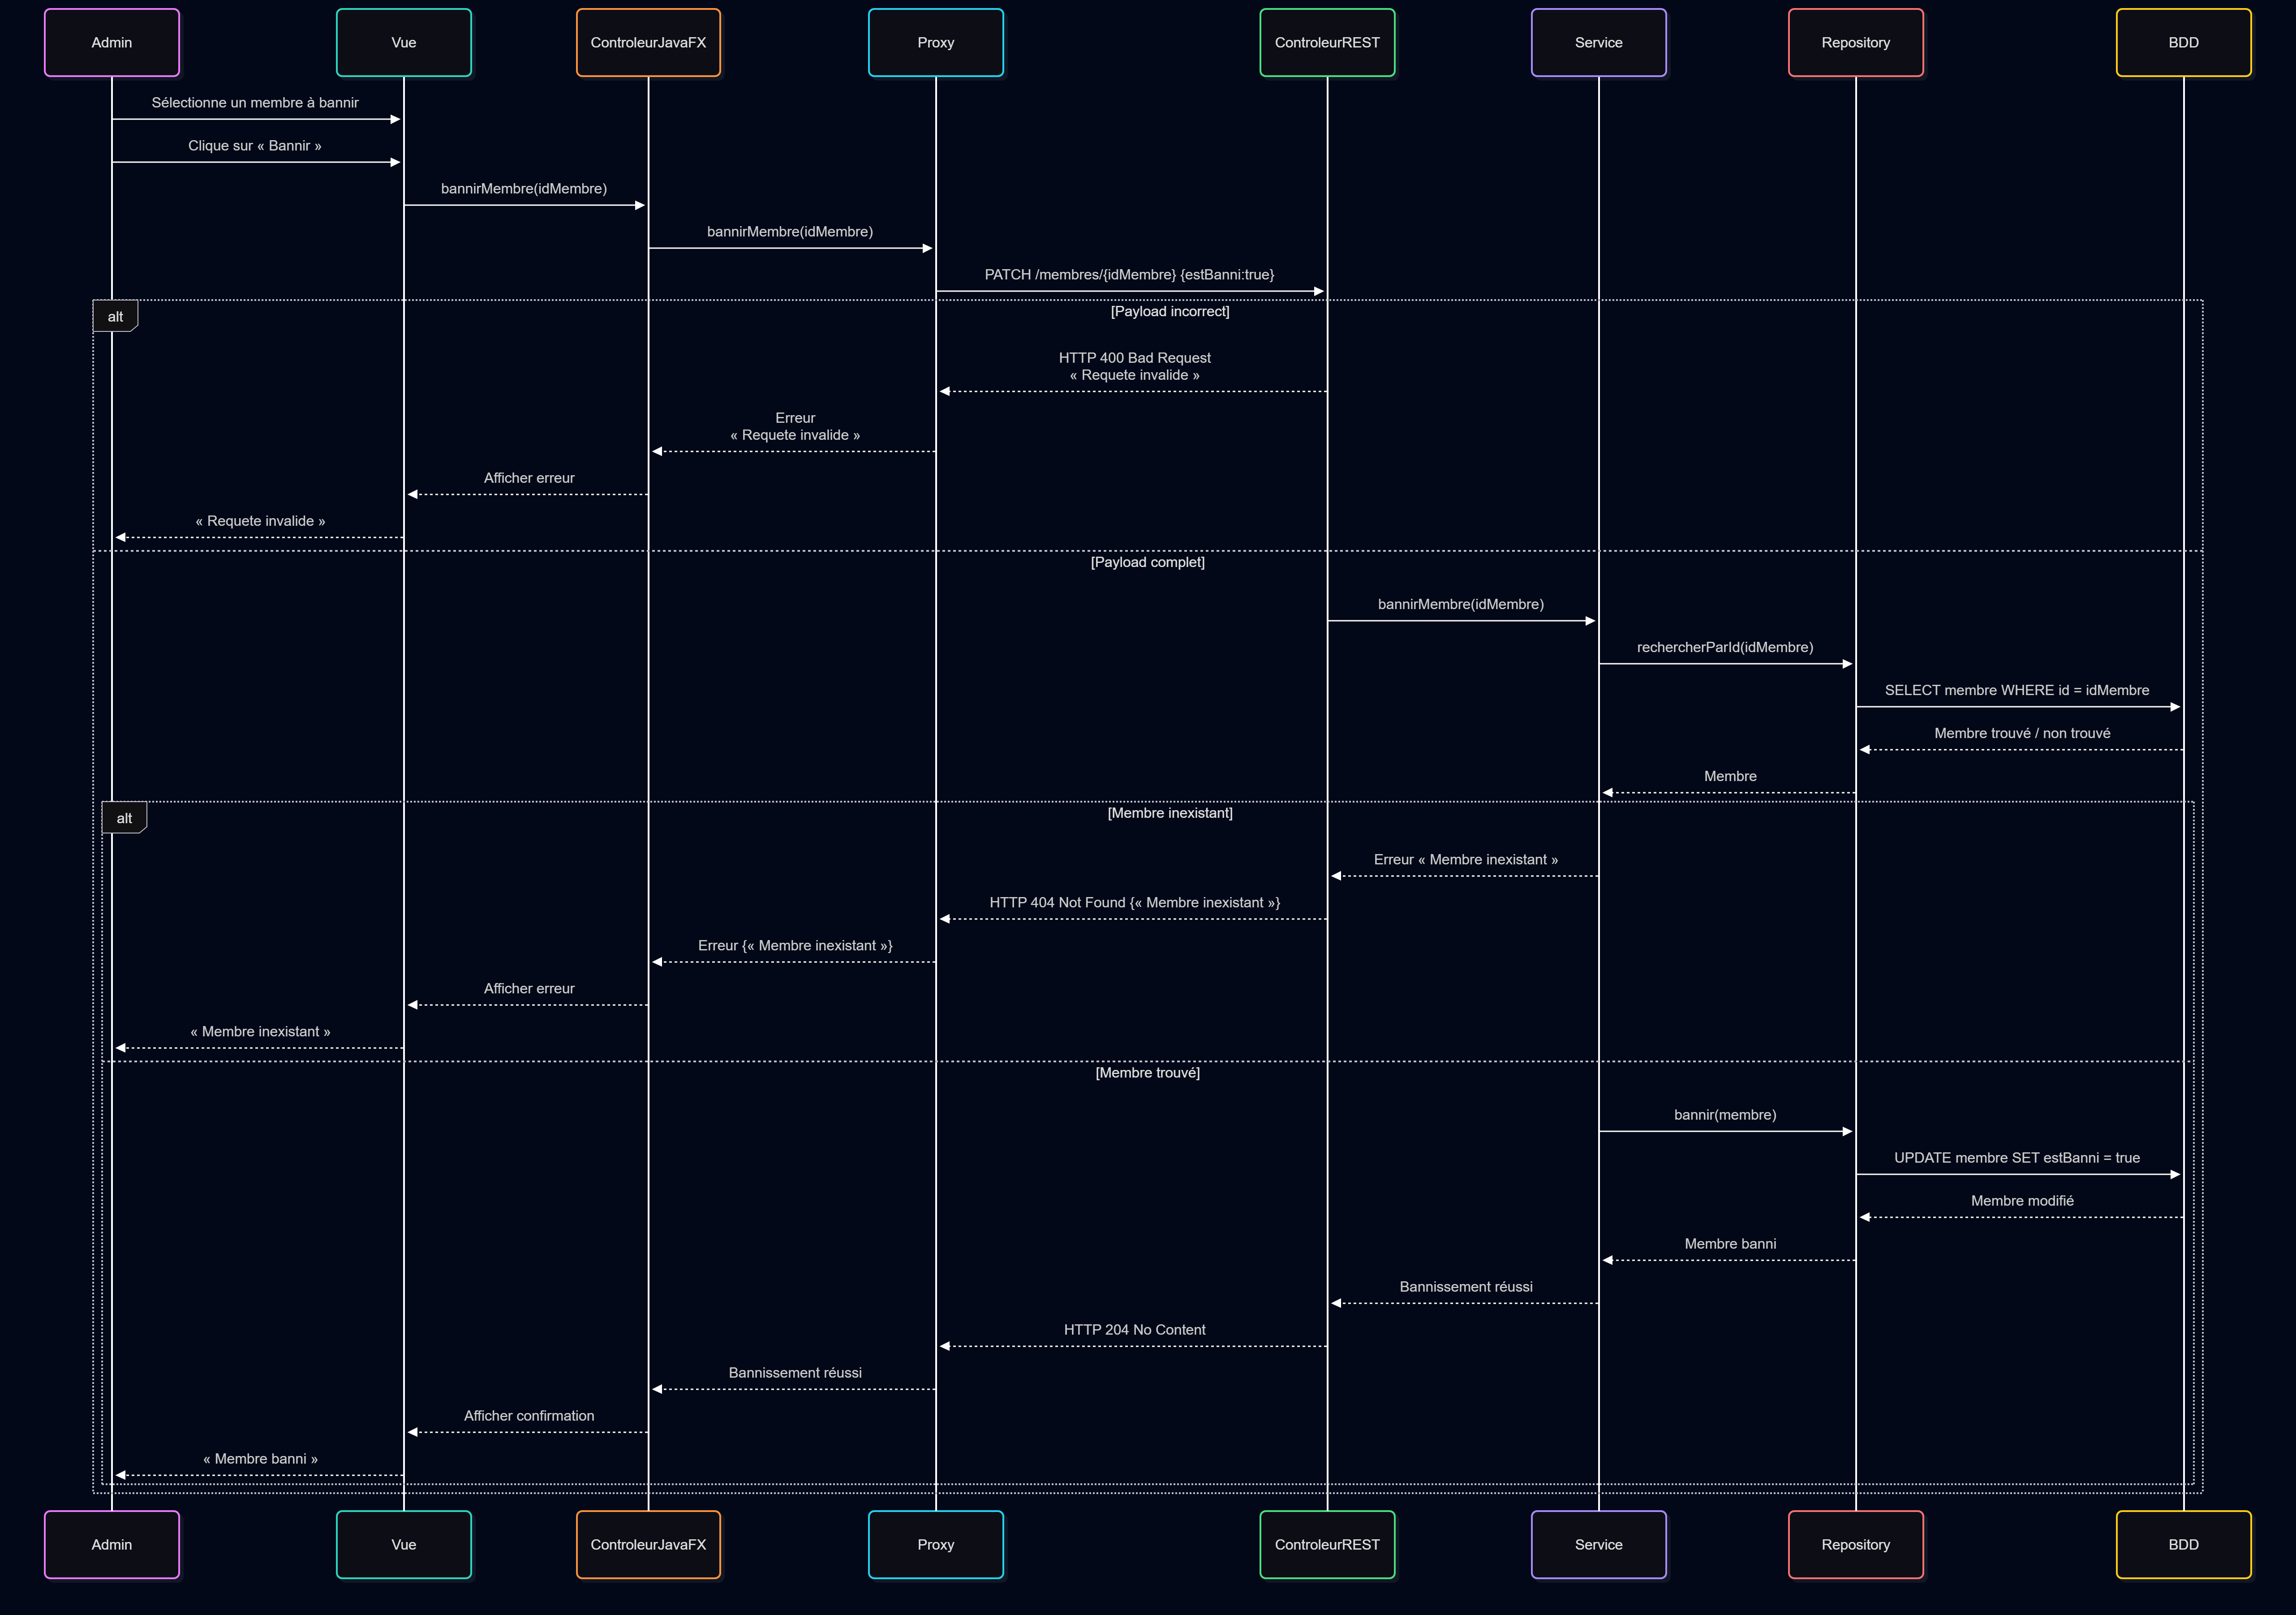 Admin
Vue
ControleurJavaFX
Proxy
ControleurREST
Service
Repository
BDD
Sélectionne un membre à bannir
Clique sur « Bannir »
bannirMembre(idMembre)
bannirMembre(idMembre)
PATCH /membres/{idMembre} {estBanni:true}
alt
[Payload incorrect]
HTTP 400 Bad Request
« Requete invalide »
Erreur
« Requete invalide »
Afficher erreur
« Requete invalide »
[Payload complet]
bannirMembre(idMembre)
rechercherParId(idMembre)
SELECT membre WHERE id = idMembre
Membre trouvé / non trouvé
Membre
alt
[Membre inexistant]
Erreur « Membre inexistant »
HTTP 404 Not Found {« Membre inexistant »}
Erreur {« Membre inexistant »}
Afficher erreur
« Membre inexistant »
[Membre trouvé]
bannir(membre)
UPDATE membre SET estBanni = true
Membre modifié
Membre banni
Bannissement réussi
HTTP 204 No Content
Bannissement réussi
Afficher confirmation
« Membre banni »
Admin
Vue
ControleurJavaFX
Proxy
ControleurREST
Service
Repository
BDD